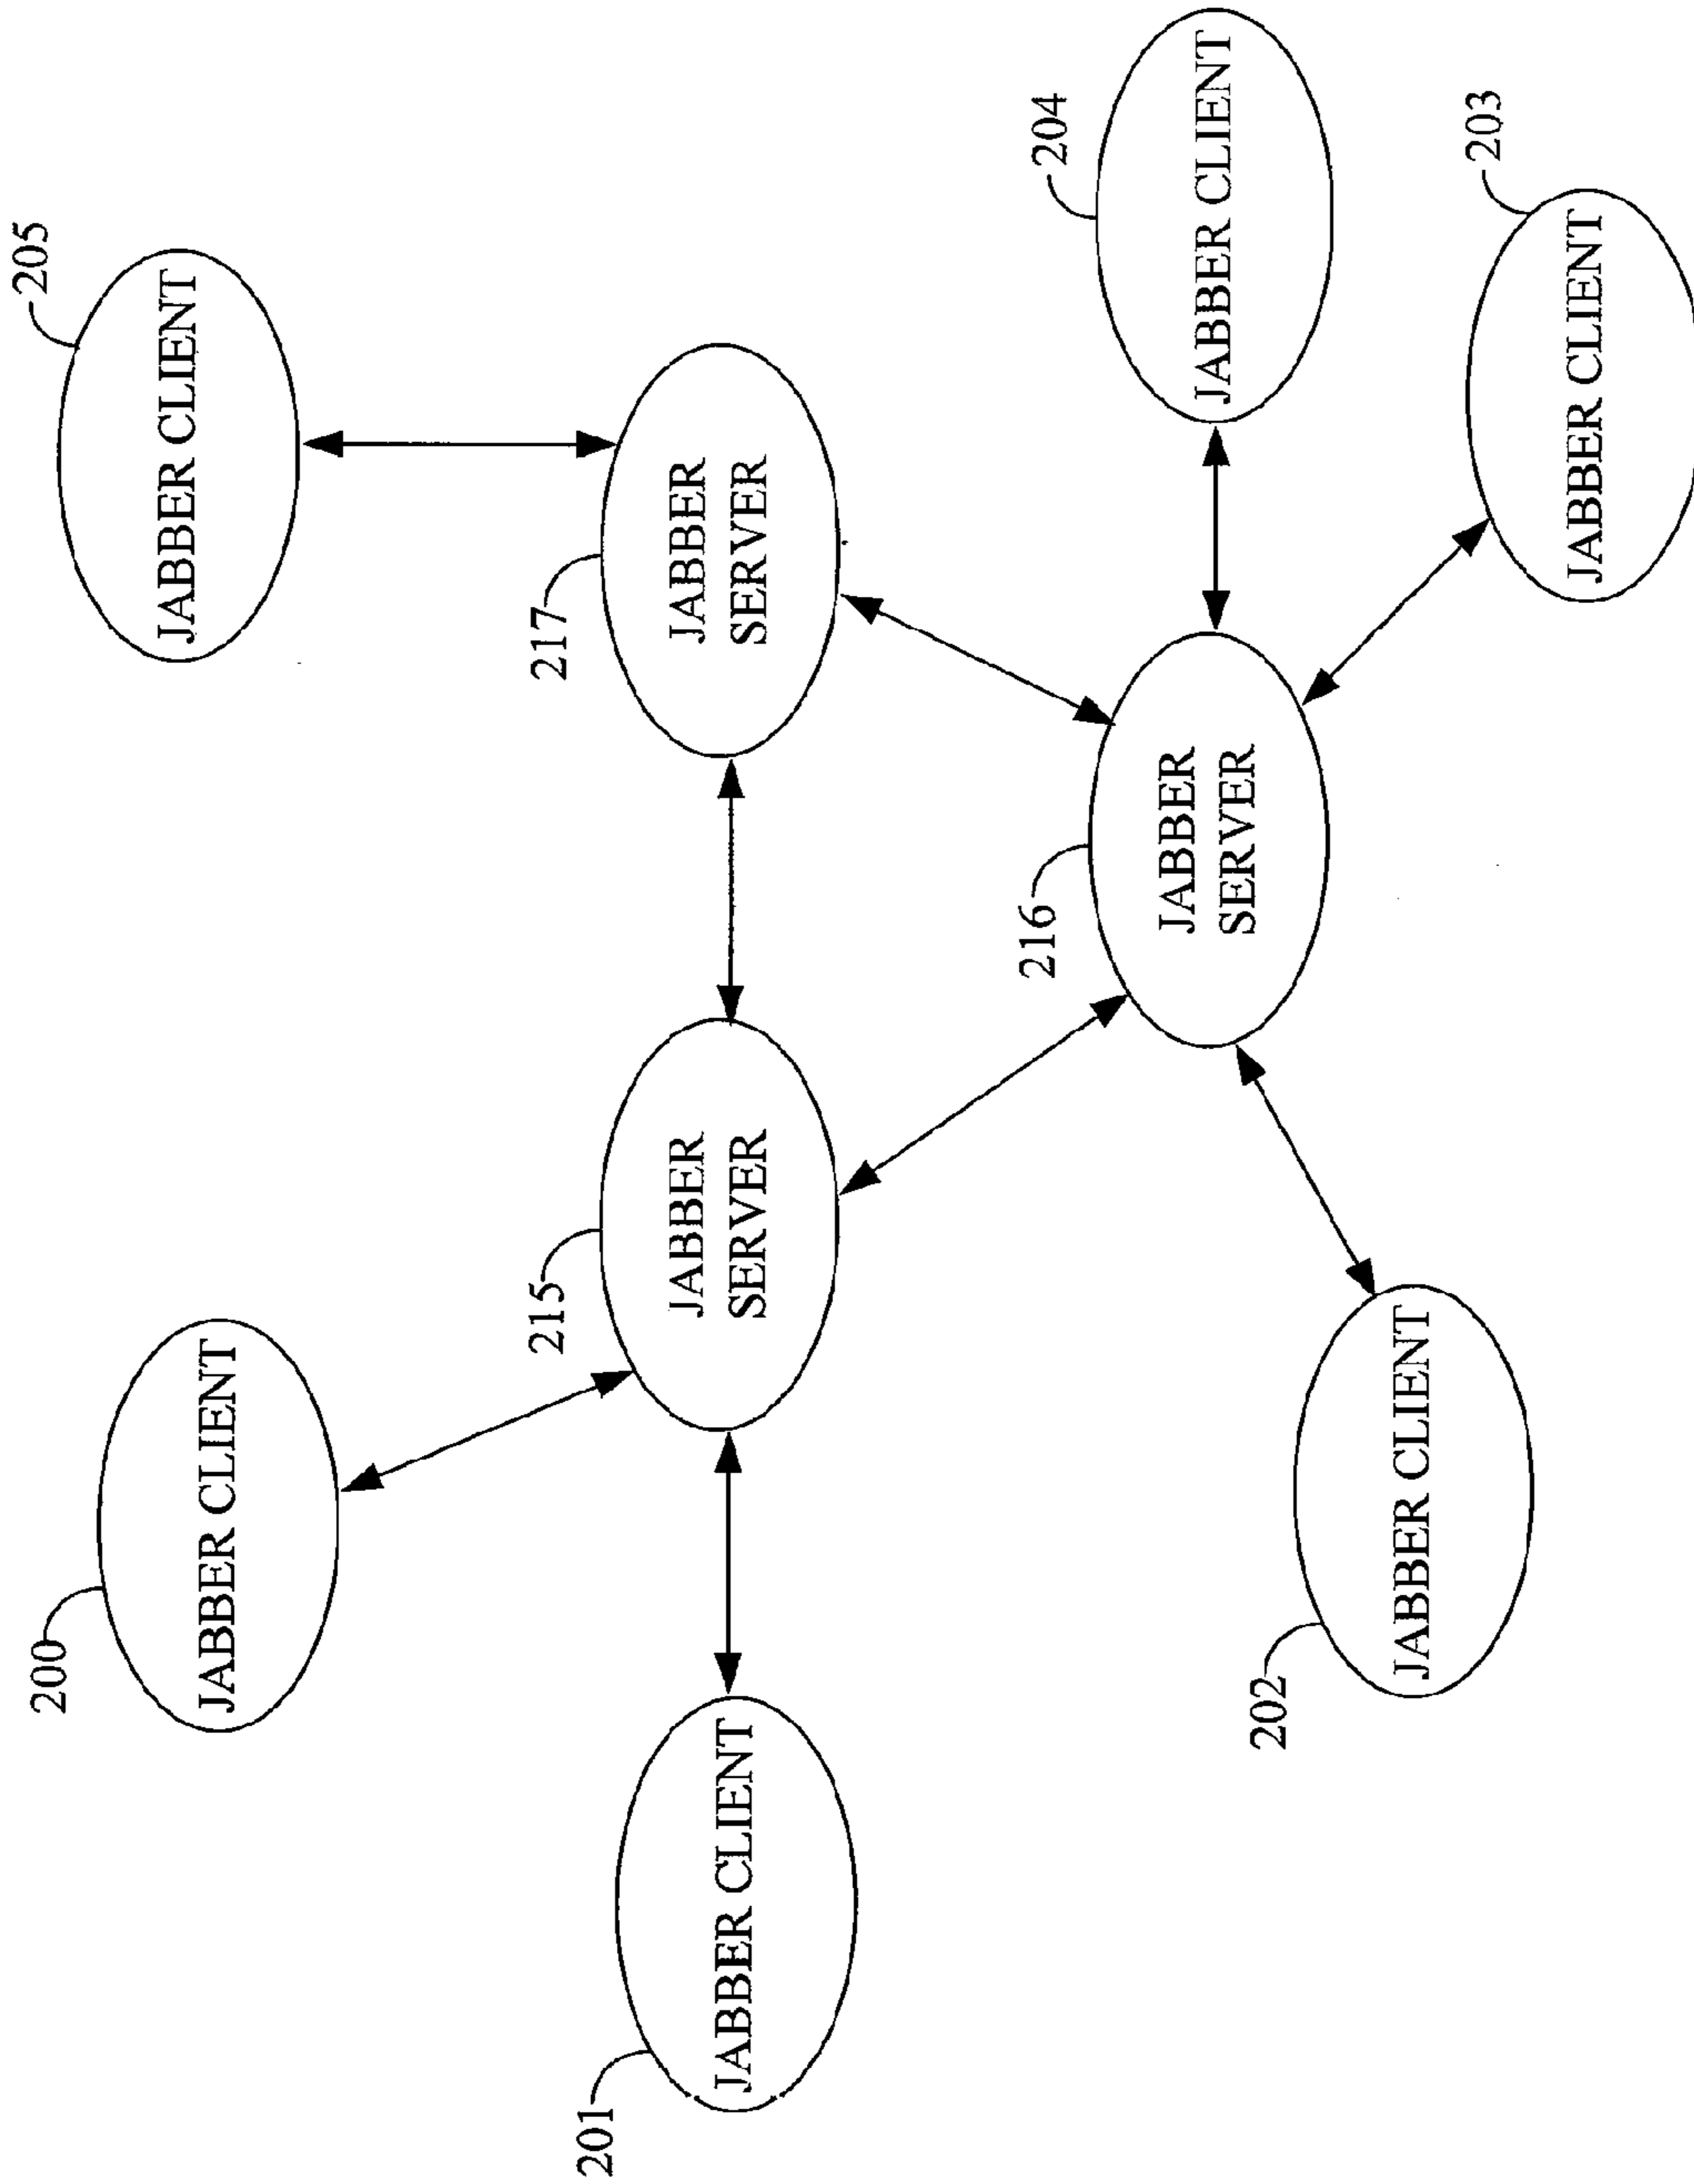 200
JABBER CLIENT
205
JABBER CLIENT
201
JABBER CLIENT
215
JABBER
SERVER
217
JABBER
SERVER
202
JABBER CLIENT
216
JABBER
SERVER
204
JABBER CLIENT
203
JABBER CLIENT